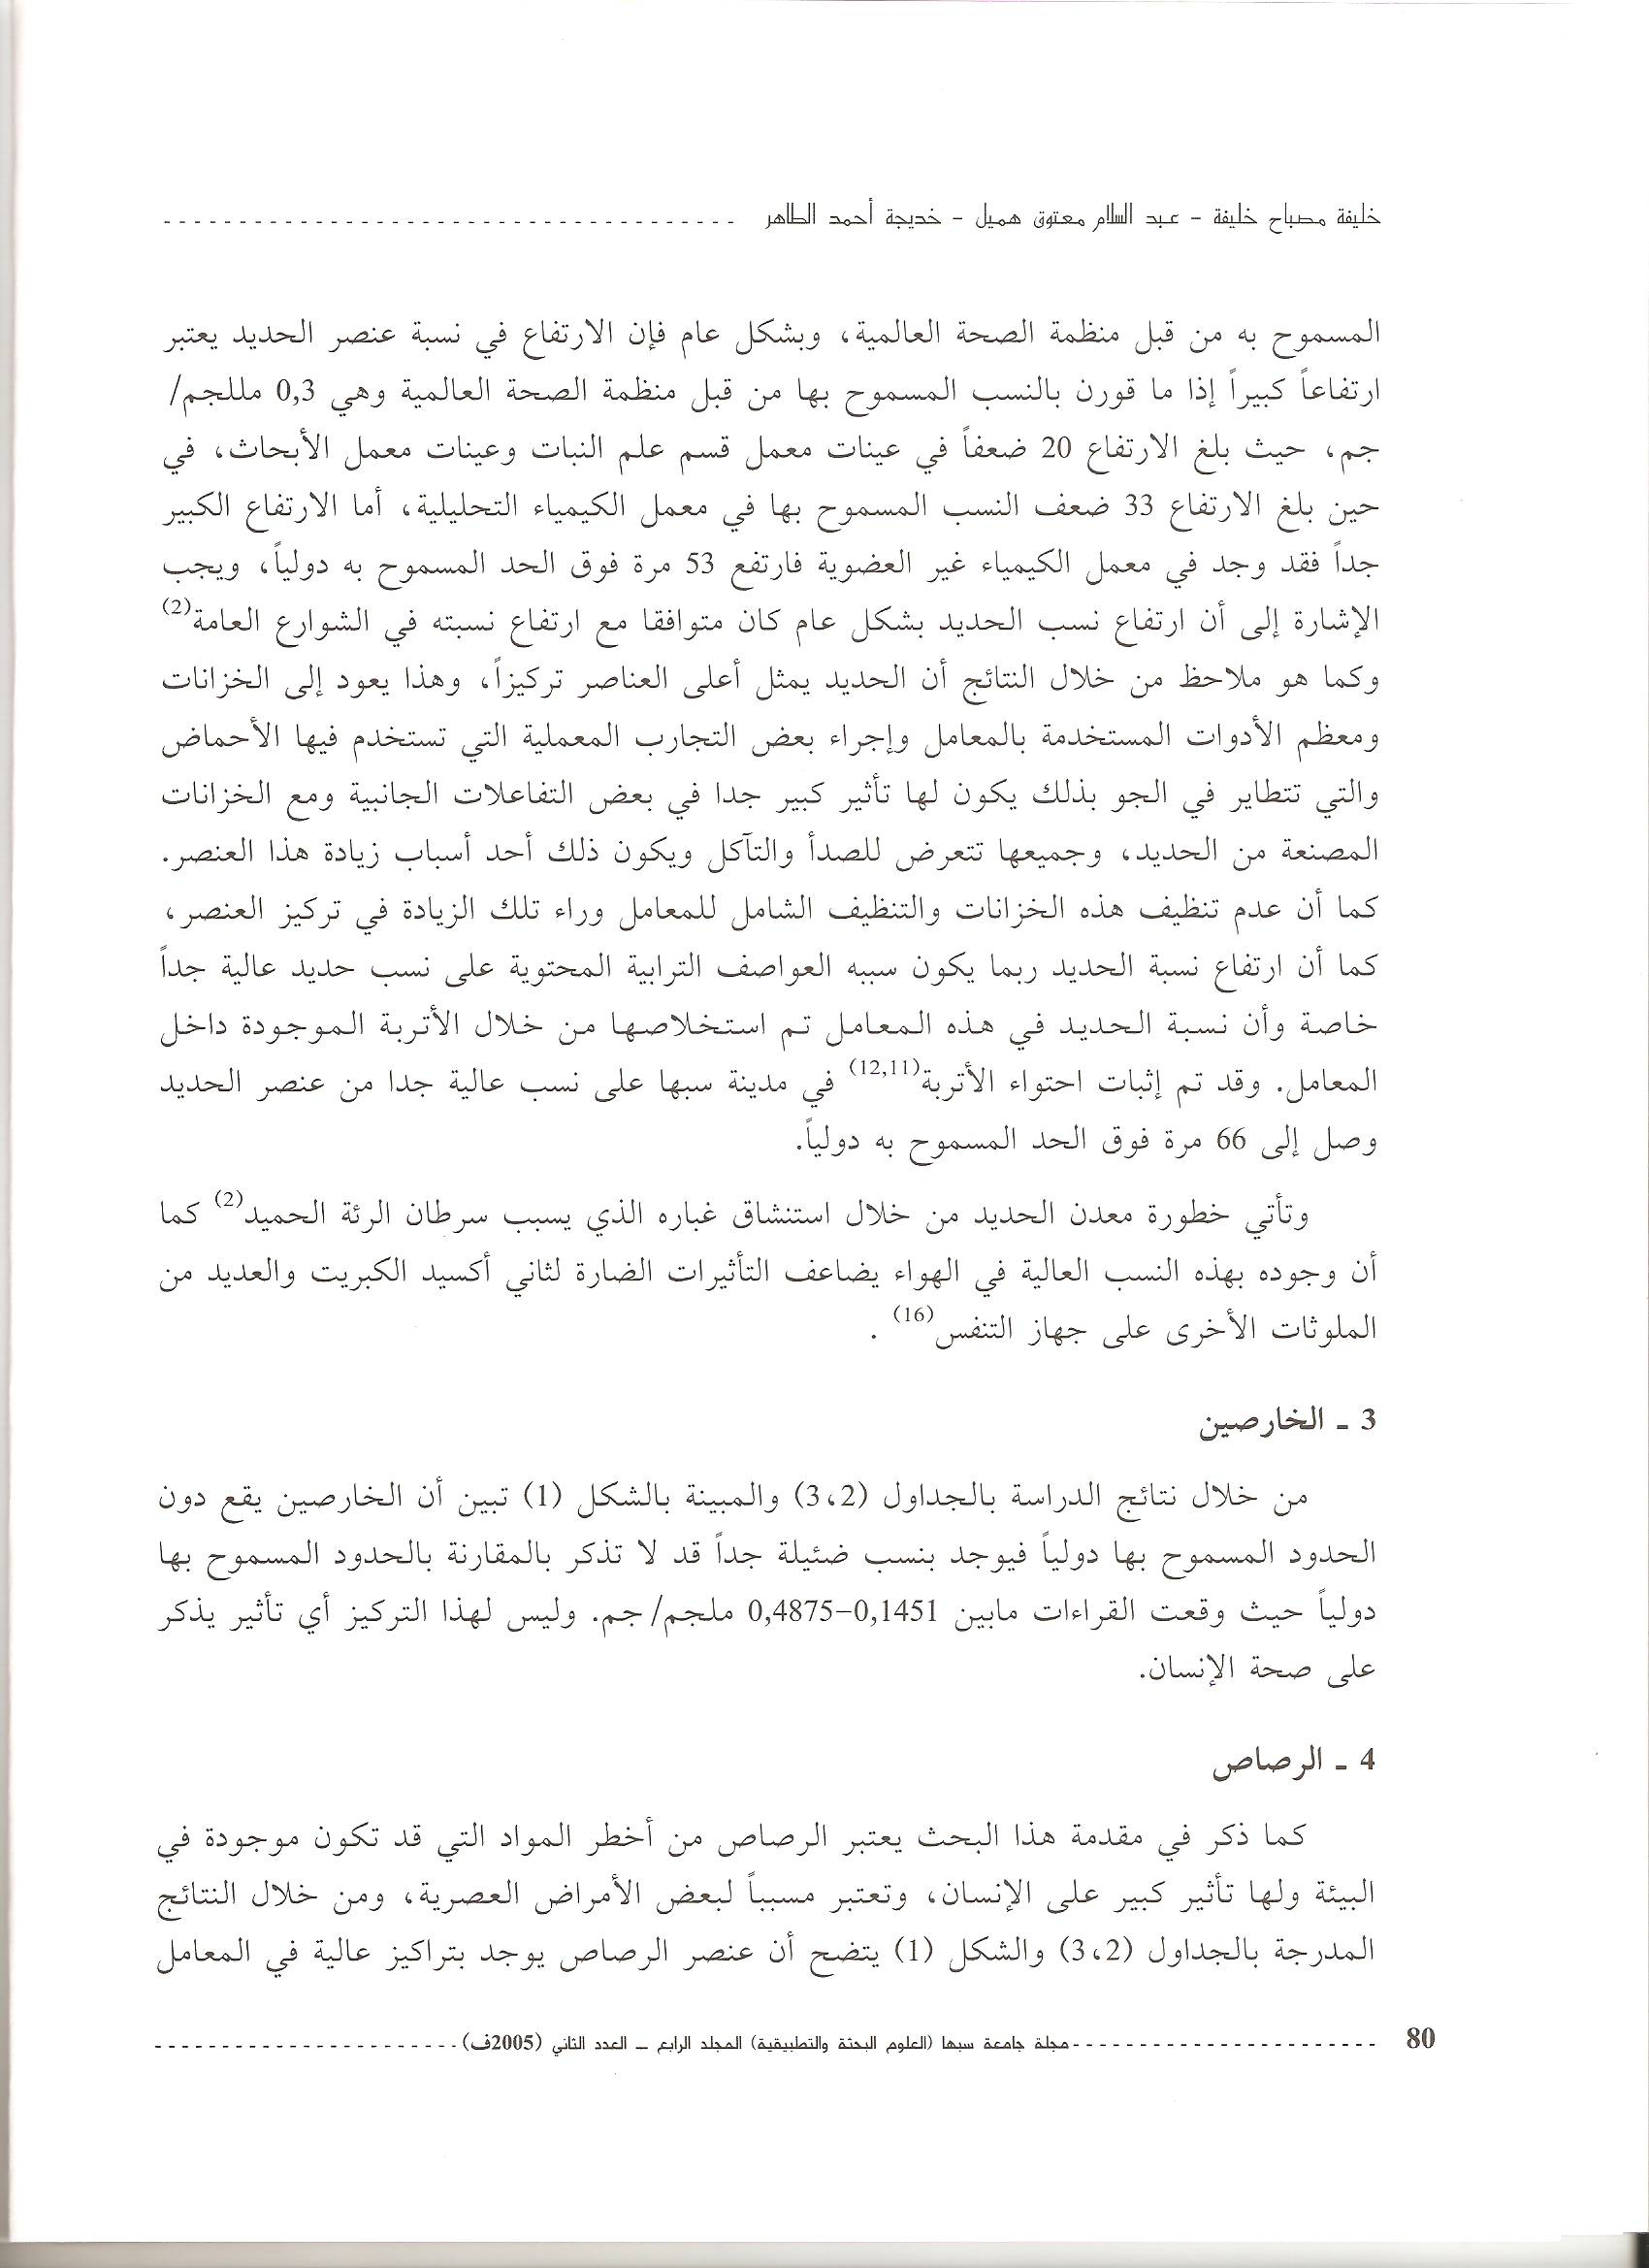 خليفة مصباح خليفة - عبد السلام معتوق هميل - خديجة أحمد الطاهر
المسموح به من قبل منظمة الصحة العالمية، وبشكل عام فإن الارتفاع في نسبة عنصر الحديد يعتبر
ارتفاعاً كبيراً إذا ما قورن بالنسب المسموح بها من قبل منظمة الصحة العالمية وهي 0,3 مللجم/
جم، حيث بلغ الارتفاع 20 ضعفاً في عينات معمل قسم علم النبات وعينات معمل الأبحاث، في
حين بلغ الارتفاع 33 ضعف النسب المسموح بها في معمل الكيمياء التحليلية، أما الارتفاع الكبير
جداً فقد وجد في معمل الكيمياء غير العضوية فارتفع 53 مرة فوق الحد المسموح به دولياً، ويجب
الإشارة إلى أن ارتفاع نسب الحديد بشكل عام كان متوافقا مع ارتفاع نسبته في الشوارع العامة(2)
وكما هو ملاحظ من خلال النتائج أن الحديد يمثل أعلى العناصر تركيزاً، وهذا يعود إلى الخزانات
ومعظم الأدوات المستخدمة بالمعامل وإجراء بعض التجارب المعملية التي تستخدم فيها الأحماض
والتي تتطاير في الجو بذلك يكون لها تأثير كبير جدا في بعض التفاعلات الجانبية ومع الخزانات
المصنعة من الحديد، وجميعها تتعرض للصدأ والتآكل ويكون ذلك أحد أسباب زيادة هذا العنصر.
كما أن عدم تنظيف هذه الخزانات والتنظيف الشامل للمعامل وراء تلك الزيادة في تركيز العنصر،
كما أن ارتفاع نسبة الحديد ربما يكون سببه العواصف الترابية المحتوية على نسب حديد عالية جداً
خاصة وأن نسبة الحديد في هذه المعامل تم استخلاصها من خلال الأتربة الموجودة داخل
المعامل. وقد تم إثبات احتواء الأتربة(12,11) في مدينة سبها على نسب عالية جدا من عنصر الحديد
وصل إلى 66 مرة فوق الحد المسموح به دولياً.
وتأتي خطورة معدن الحديد من خلال استنشاق غباره الذي يسبب سرطان الرئة الحميد(2) كما
أن وجوده بهذه النسب العالية في الهواء يضاعف التأثيرات الضارة لثاني أكسيد الكبريت والعديد من
الملوثات الأخرى على جهاز التنفس(16) .
3 ـ الخارصين
من خلال نتائج الدراسة بالجداول (3،2) والمبينة بالشكل (1) تبين أن الخارصين يقع دون
الحدود المسموح بها دولياً فيوجد بنسب ضئيلة جداً قد لا تذكر بالمقارنة بالحدود المسموح بها
دولياً حيث وقعت القراءات مابين 0,1451-0,4875 ملجم/جم. وليس لهذا التركيز أي تأثير يذكر
على صحة الإنسان.
4 ـ الرصاص
كما ذكر في مقدمة هذا البحث يعتبر الرصاص من أخطر المواد التي قد تكون موجودة في
البيئة ولها تأثير كبير على الإنسان، وتعتبر مسبباً لبعض الأمراض العصرية، ومن خلال النتائج
المدرجة بالجداول (3،2) والشكل (1) يتضح أن عنصر الرصاص يوجد بتراكيز عالية في المعامل
80 مجلة جامعة سبها (العلوم البحثة والتطبيقية) المجلد الرابع ــ العدد الثاني (2005ف)